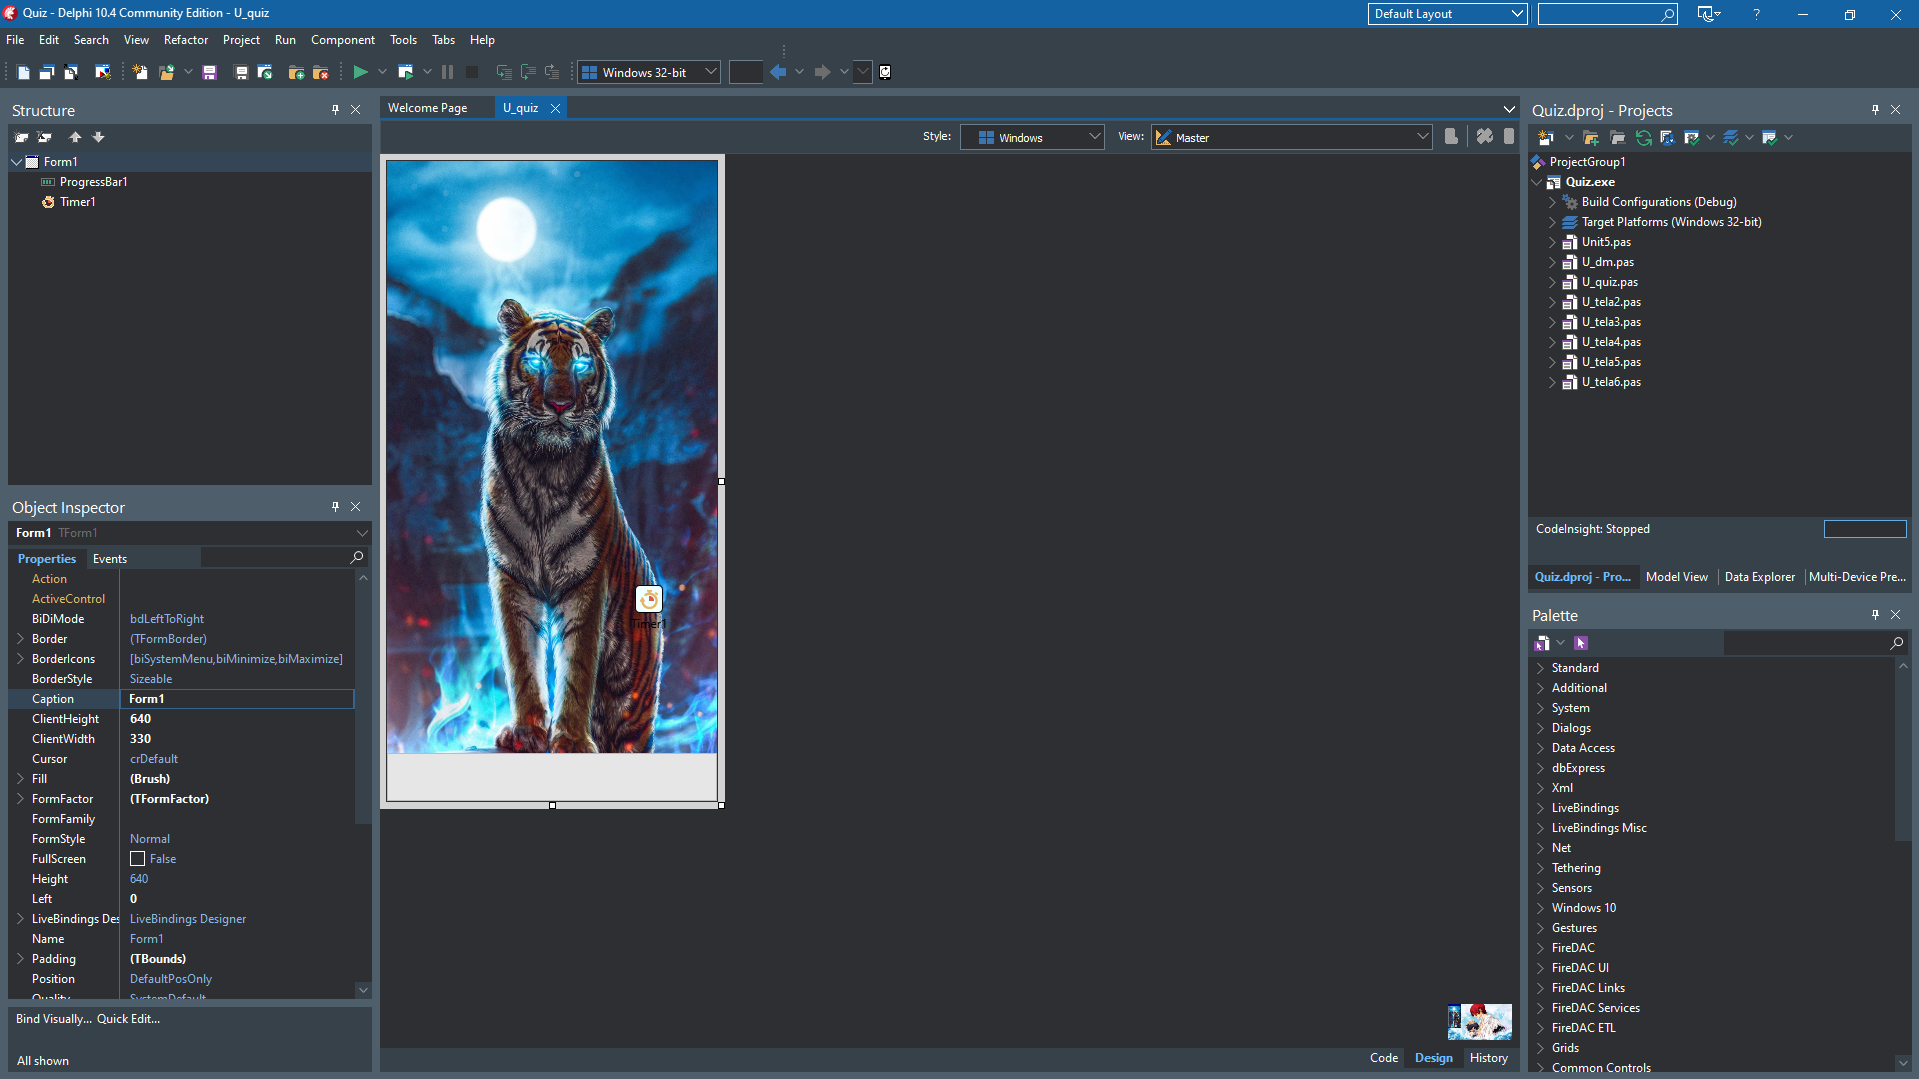 Quiz - Delphi 10.4 Community Edition - U_quiz
Default Layout
?
File Edit Search View Refactor Project Run Component Tools Tabs Help
Windows 32-bit
Structure
Form1
ProgressBar1
Timer1
Object Inspector
Form1 TForm1
Properties Events
Action
ActiveControl
BiDiMode bdLeftToRight
Border (TFormBorder)
BorderIcons [biSystemMenu,biMinimize,biMaximize]
BorderStyle Sizeable
Caption Form1
ClientHeight 640
ClientWidth 330
Cursor crDefault
Fill (Brush)
FormFactor (TFormFactor)
FormFamily
FormStyle Normal
FullScreen False
Height 640
Left 0
LiveBindings Des LiveBindings Designer
Name Form1
Padding (TBounds)
Position DefaultPosOnly
Quality SystemDefault
Bind Visually... Quick Edit...
All shown
Welcome Page U_quiz
Style: Windows View: Master
Timer1
Code Design History
Quiz.dproj - Projects
ProjectGroup1
Quiz.exe
Build Configurations (Debug)
Target Platforms (Windows 32-bit)
Unit5.pas
U_dm.pas
U_quiz.pas
U_tela2.pas
U_tela3.pas
U_tela4.pas
U_tela5.pas
U_tela6.pas
CodeInsight: Stopped
Quiz.dproj - Pro... Model View Data Explorer Multi-Device Pre...
Palette
Standard
Additional
System
Dialogs
Data Access
dbExpress
Xml
LiveBindings
LiveBindings Misc
Net
Tethering
Sensors
Windows 10
Gestures
FireDAC
FireDAC UI
FireDAC Links
FireDAC Services
FireDAC ETL
Grids
Common Controls